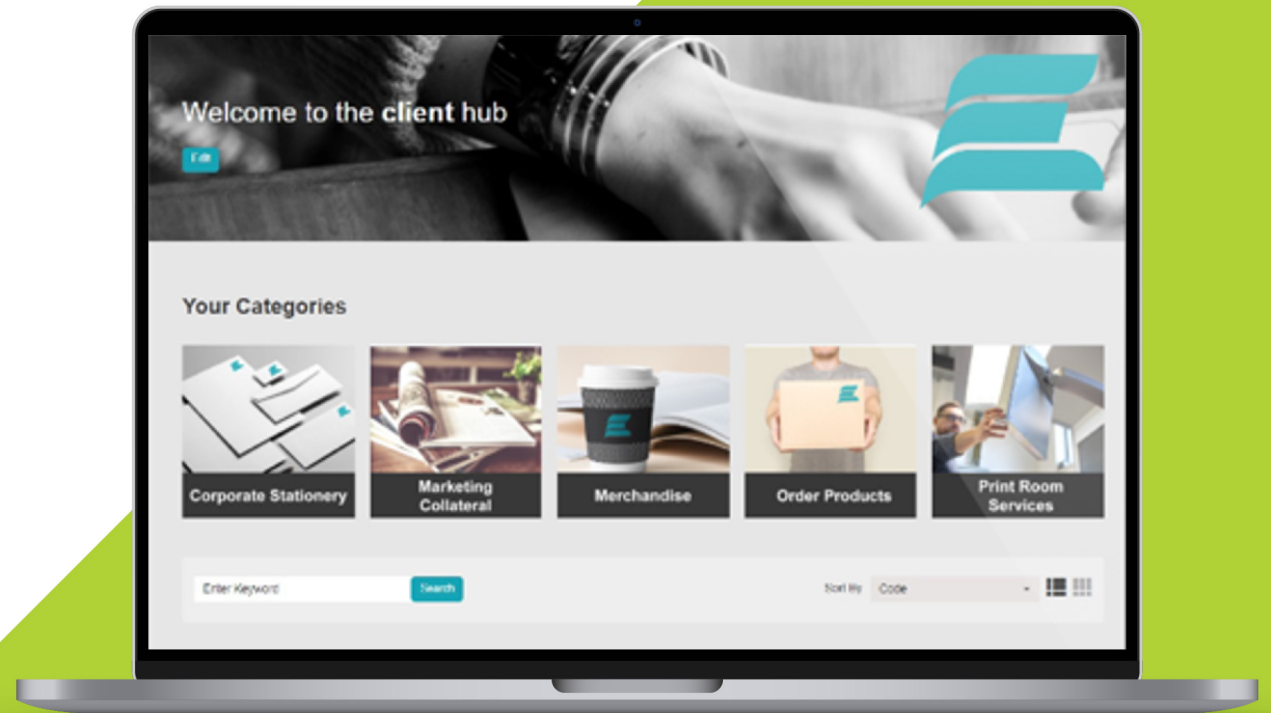 Welcome to the client hub
Edit
Your Categories
Corporate Stationery
Marketing
Collateral
Merchandise
Order Products
Print Room
Services
Enter Keyword
Search
Sort By
Code